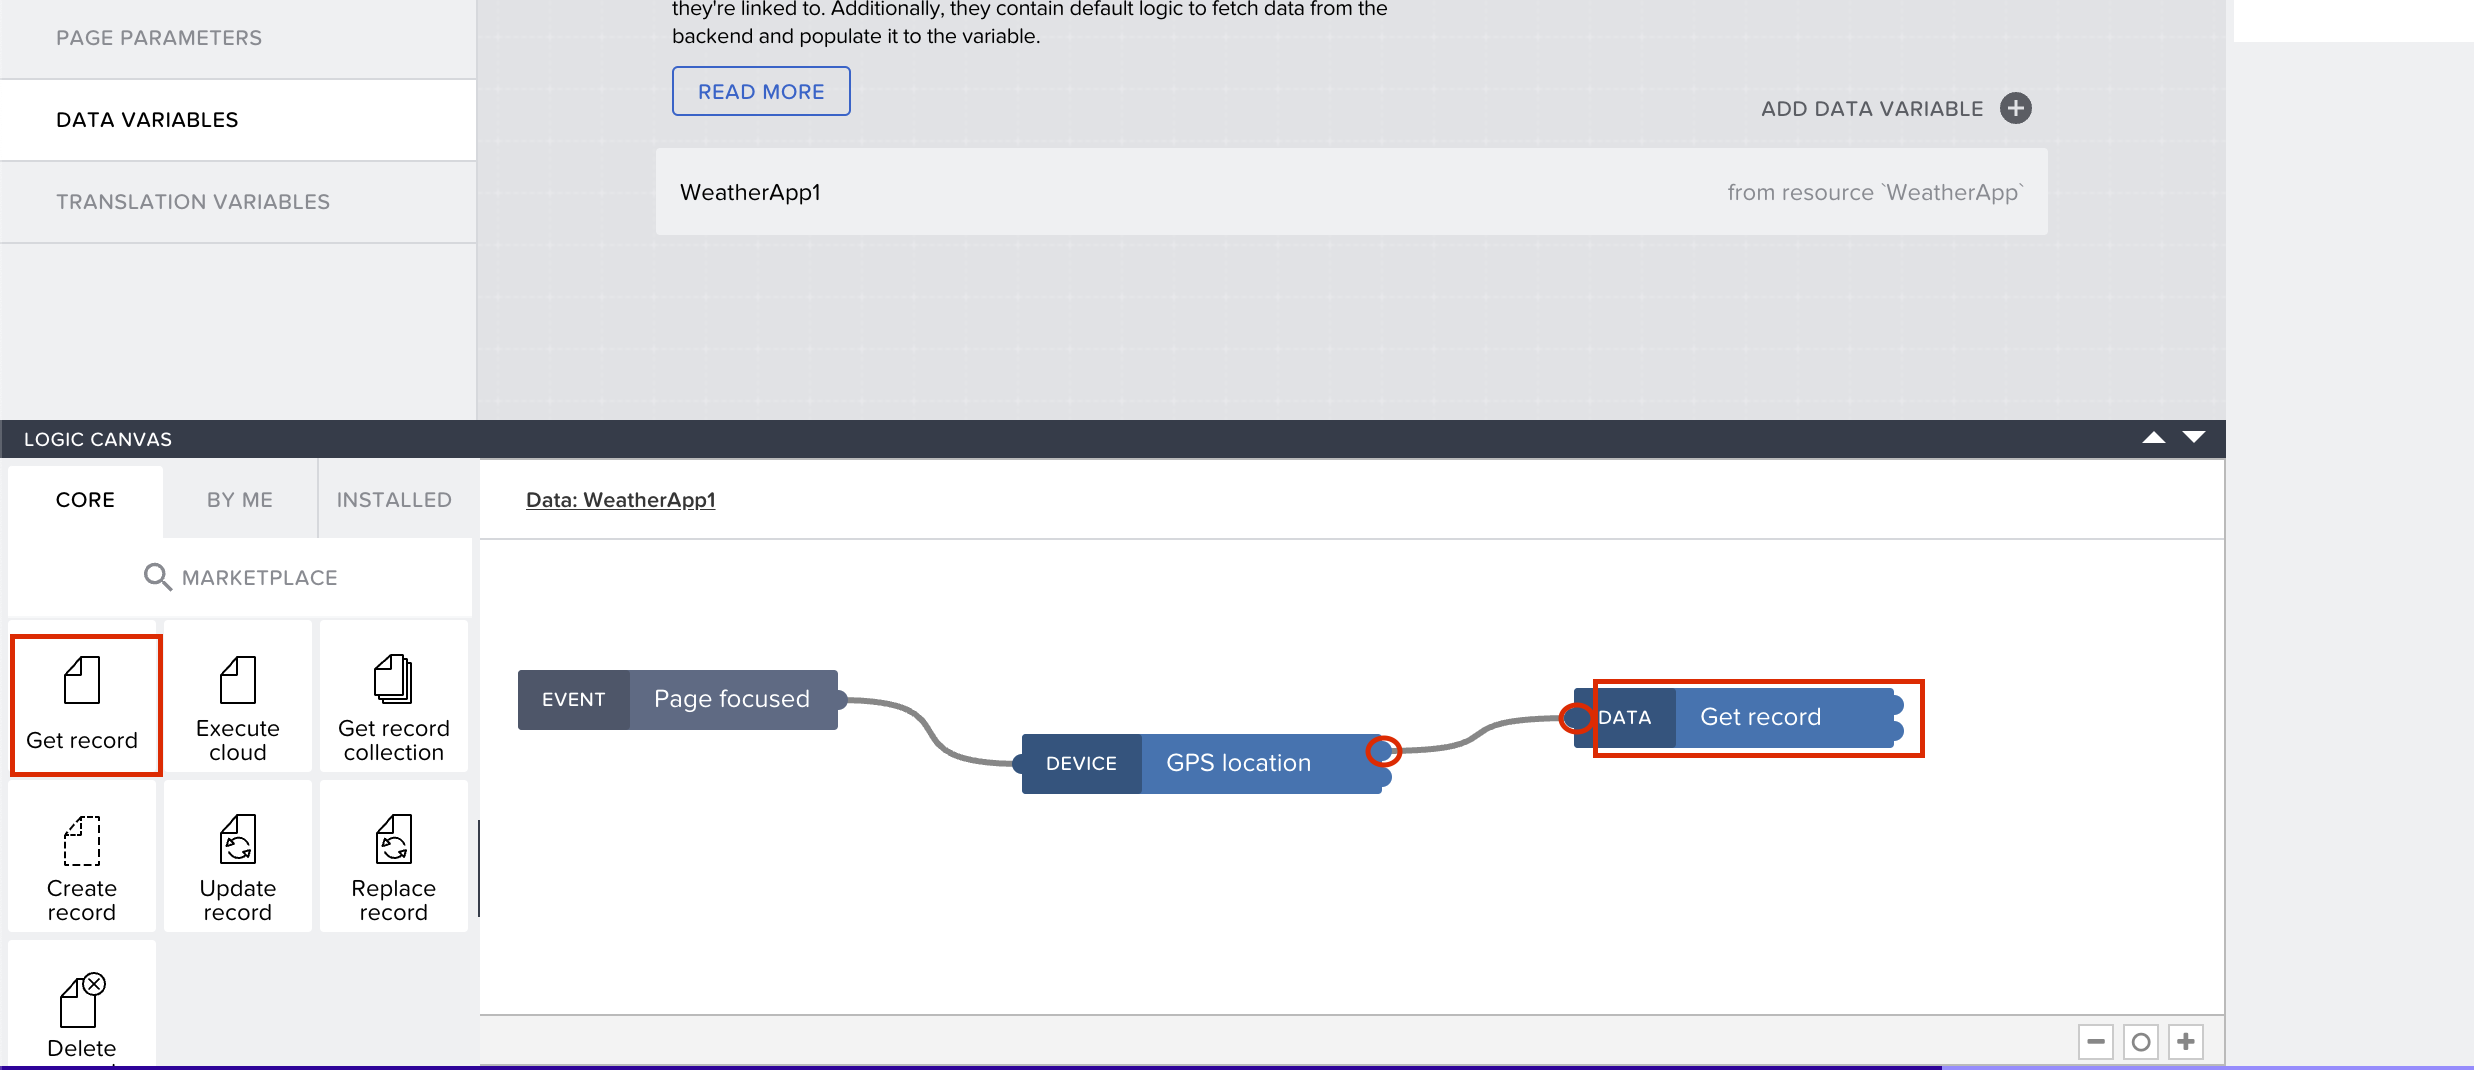 they're linked to. Additionally, they contain default logic to fetch data from the
backend and populate it to the variable.
PAGE PARAMETERS
READ MORE
ADD DATA VARIABLE
DATA VARIABLES
WeatherApp1
from resource `WeatherApp`
TRANSLATION VARIABLES
LOGIC CANVAS
CORE
BY ME
INSTALLED
Data: WeatherApp1
MARKETPLACE
Get record
Execute
cloud
Get record
collection
EVENT
Page focused
DEVICE
GPS location
DATA
Get record
Create
record
Update
record
Replace
record
Delete